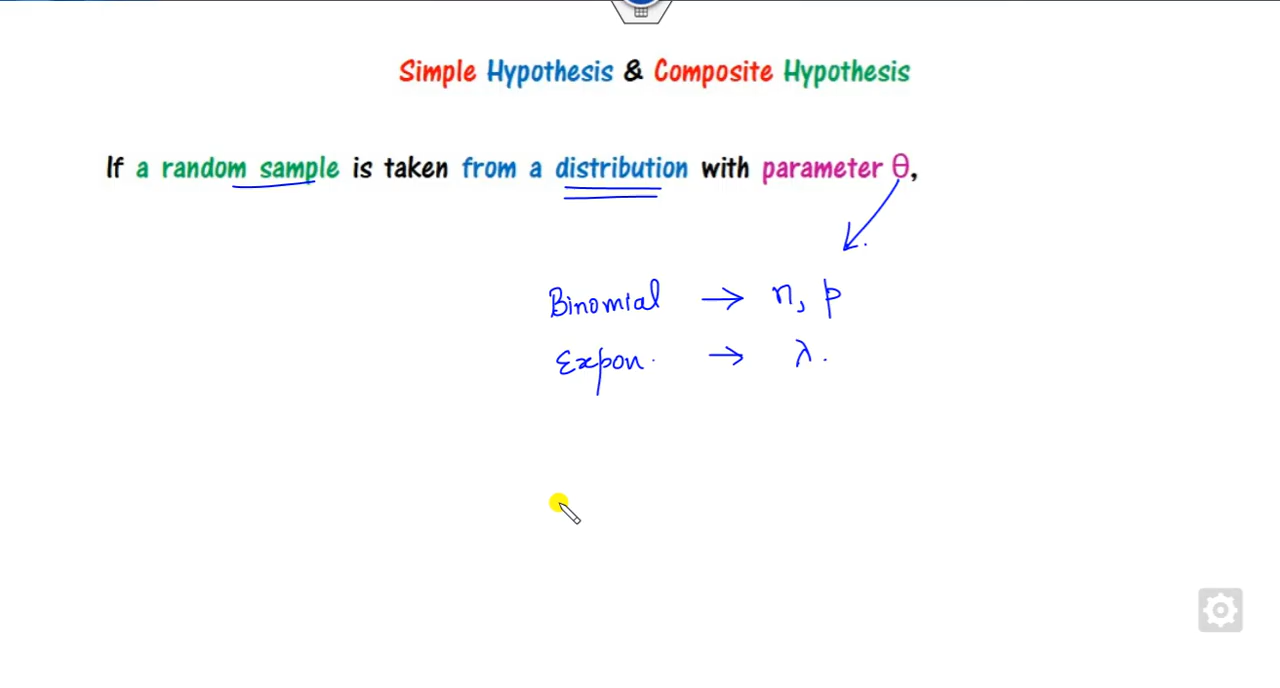 Simple Hypothesis & Composite Hypothesis
If a random sample is taken from a distribution with parameter θ,
Binomial → n, p
Expon. → λ.